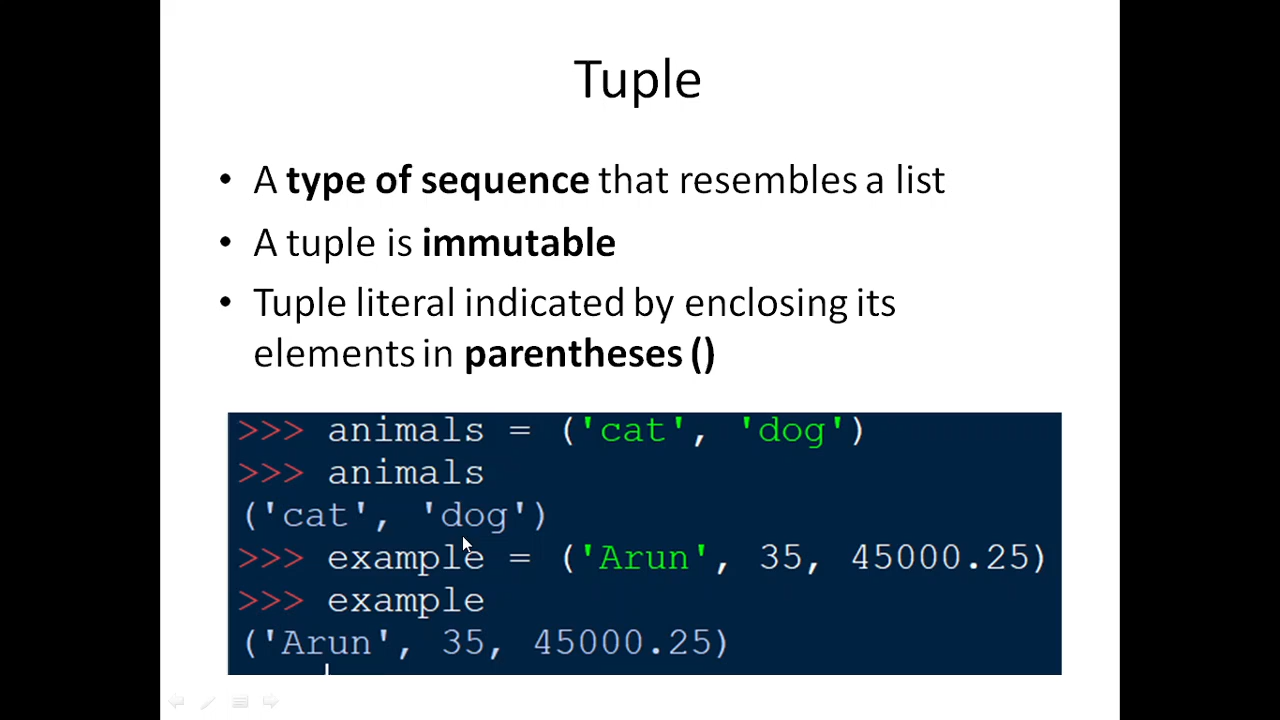 Tuple
• A type of sequence that resembles a list
• A tuple is immutable
• Tuple literal indicated by enclosing its
elements in parentheses ()
>>> animals = ('cat', 'dog')
>>> animals
('cat', 'dog')
>>> example = ('Arun', 35, 45000.25)
>>> example
('Arun', 35, 45000.25)